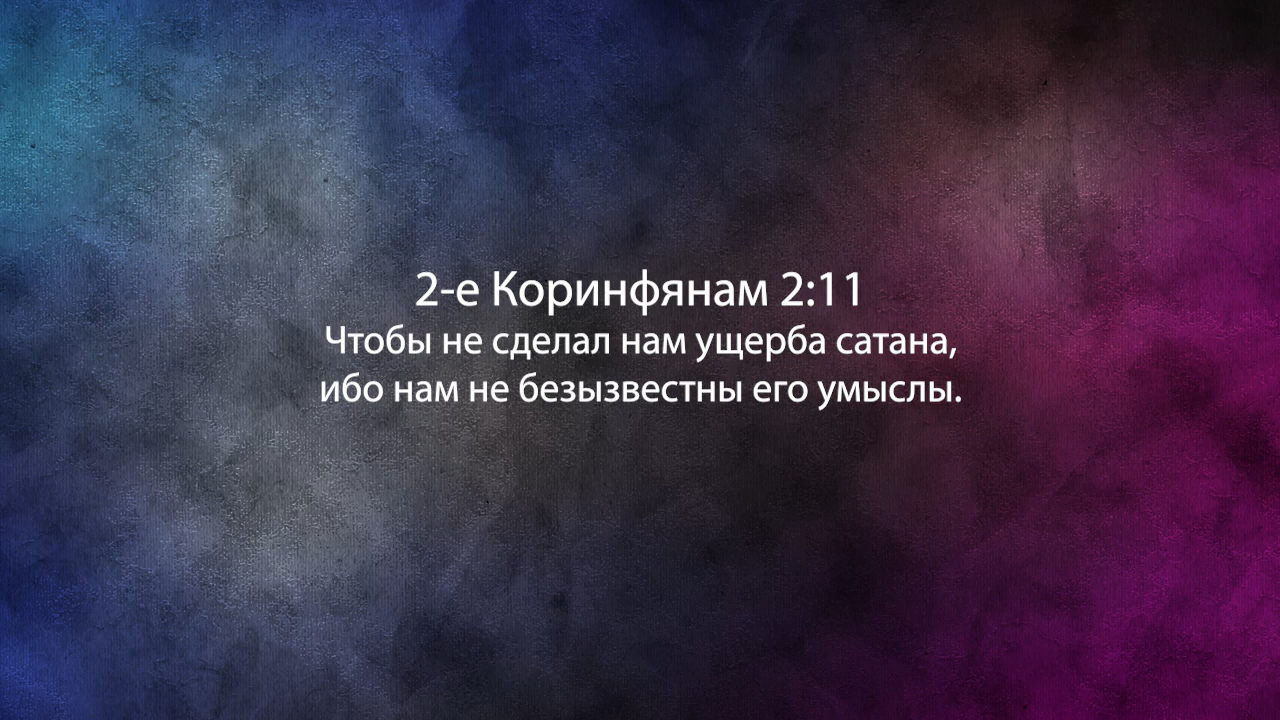 2-е Коринфянам 2:11
Чтобы не сделал нам ущерба сатана,
ибо нам не безызвестны его умыслы.